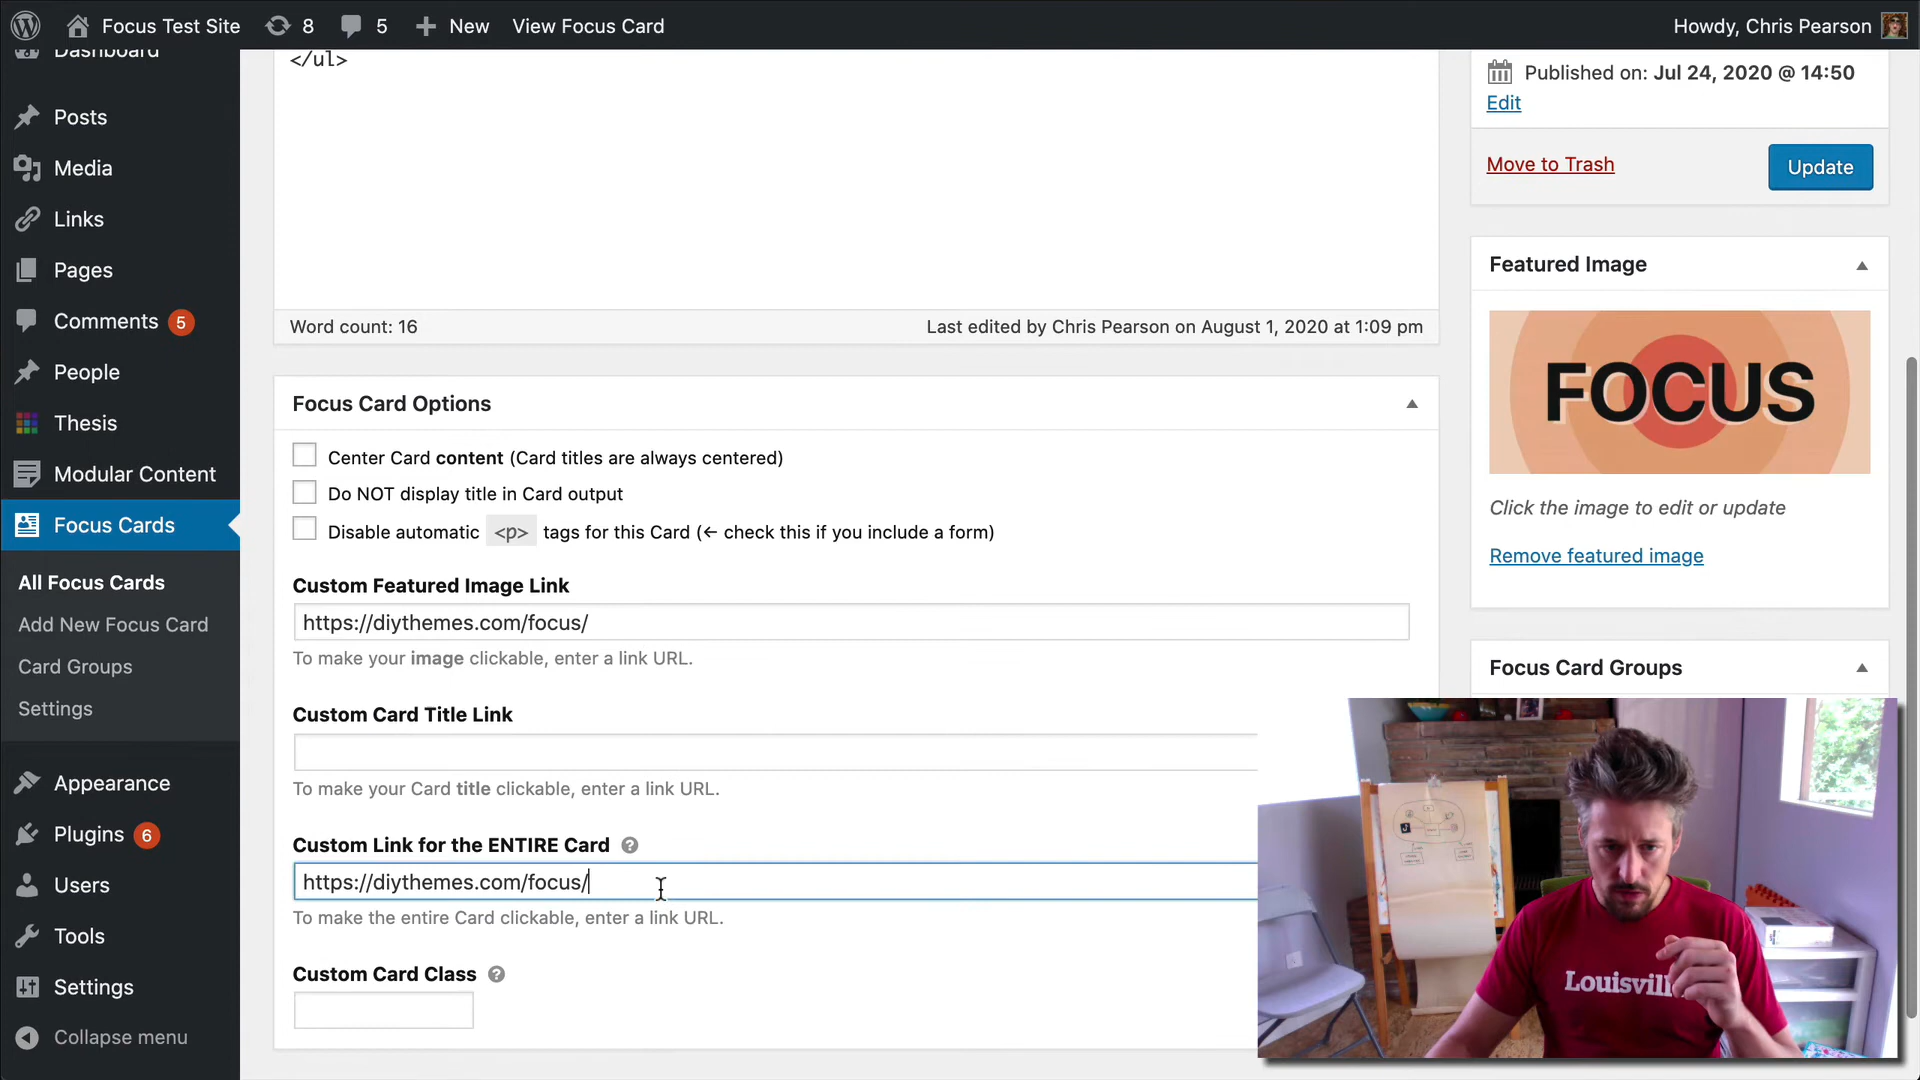 Focus Test Site
8
5
New
View Focus Card
Howdy, Chris Pearson
Dashboard
Posts
Media
Links
Pages
Comments 5
People
Thesis
Modular Content
Focus Cards
All Focus Cards
Add New Focus Card
Card Groups
Settings
Appearance
Plugins 6
Users
Tools
Settings
Collapse menu
</ul>
Word count: 16
Last edited by Chris Pearson on August 1, 2020 at 1:09 pm
Focus Card Options
Center Card content (Card titles are always centered)
Do NOT display title in Card output
Disable automatic <p> tags for this Card (← check this if you include a form)
Custom Featured Image Link
https://diythemes.com/focus/
To make your image clickable, enter a link URL.
Custom Card Title Link
To make your Card title clickable, enter a link URL.
Custom Link for the ENTIRE Card ?
https://diythemes.com/focus/
To make the entire Card clickable, enter a link URL.
Custom Card Class ?
Published on: Jul 24, 2020 @ 14:50
Edit
Move to Trash
Update
Featured Image
FOCUS
Click the image to edit or update
Remove featured image
Focus Card Groups